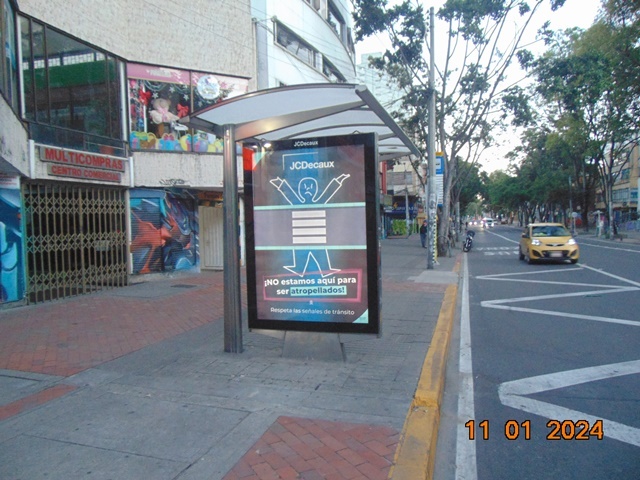 MULTICOMPRAS
CENTRO COMERCIAL
JCDecaux
JCDecaux
¡NO estamos aquí para
ser atropellados!
Respeta las señales de tránsito
11 01 2024